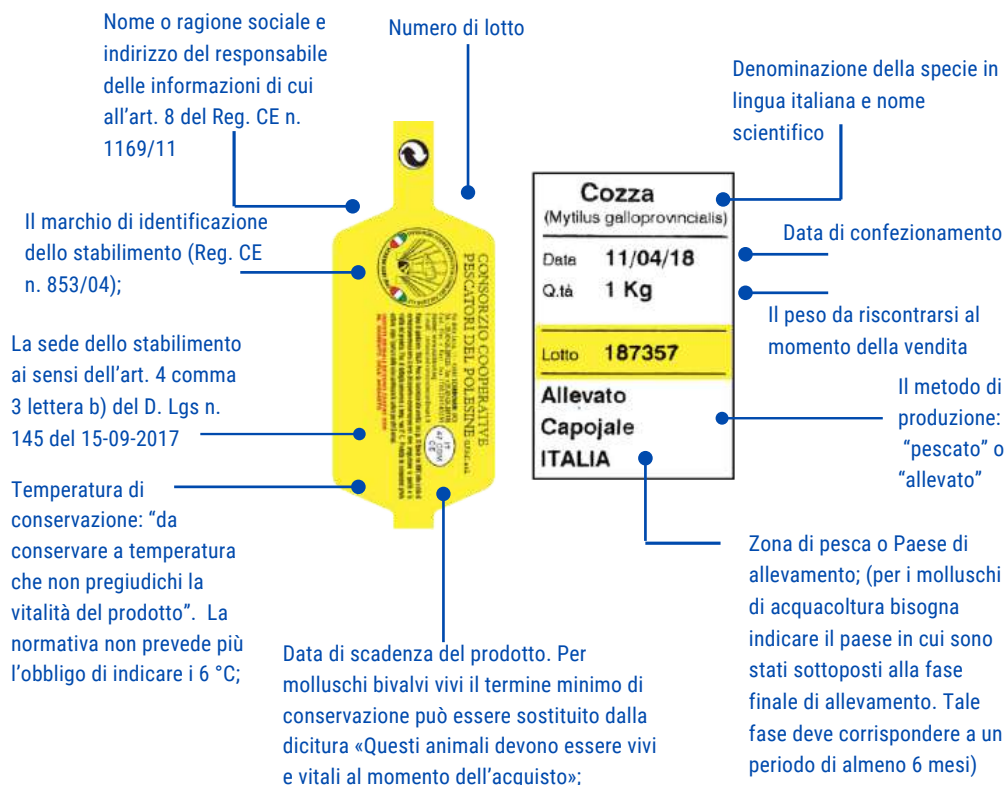 Nome o ragione sociale e
indirizzo del responsabile
delle informazioni di cui
all'art. 8 del Reg. CE n.
1169/11
Numero di lotto
Denominazione della specie in
lingua italiana e nome
scientifico
Il marchio di identificazione
dello stabilimento (Reg. CE
n. 853/04);
La sede dello stabilimento
ai sensi dell'art. 4 comma
3 lettera b) del D. Lgs n.
145 del 15-09-2017
Temperatura di
conservazione: “da
conservare a temperatura
che non pregiudichi la
vitalità del prodotto”. La
normativa non prevede più
l'obbligo di indicare i 6 °C;
CONSORZIO COOPERATIVE
PESCATORI DEL POLESINE
Cozza
(Mytilus galloprovncialis)
Data 11/04/18
Q.tà 1 Kg
Lotto 187357
Allevato
Capojale
ITALIA
Data di confezionamento
Il peso da riscontrarsi al
momento della vendita
Il metodo di
produzione:
“pescato” o
“allevato”
Zona di pesca o Paese di
allevamento; (per i molluschi
di acquacoltura bisogna
indicare il paese in cui sono
stati sottoposti alla fase
finale di allevamento. Tale
fase deve corrispondere a un
periodo di almeno 6 mesi)
Data di scadenza del prodotto. Per
molluschi bivalvi vivi il termine minimo di
conservazione può essere sostituito dalla
dicitura «Questi animali devono essere vivi
e vitali al momento dell'acquisto»;